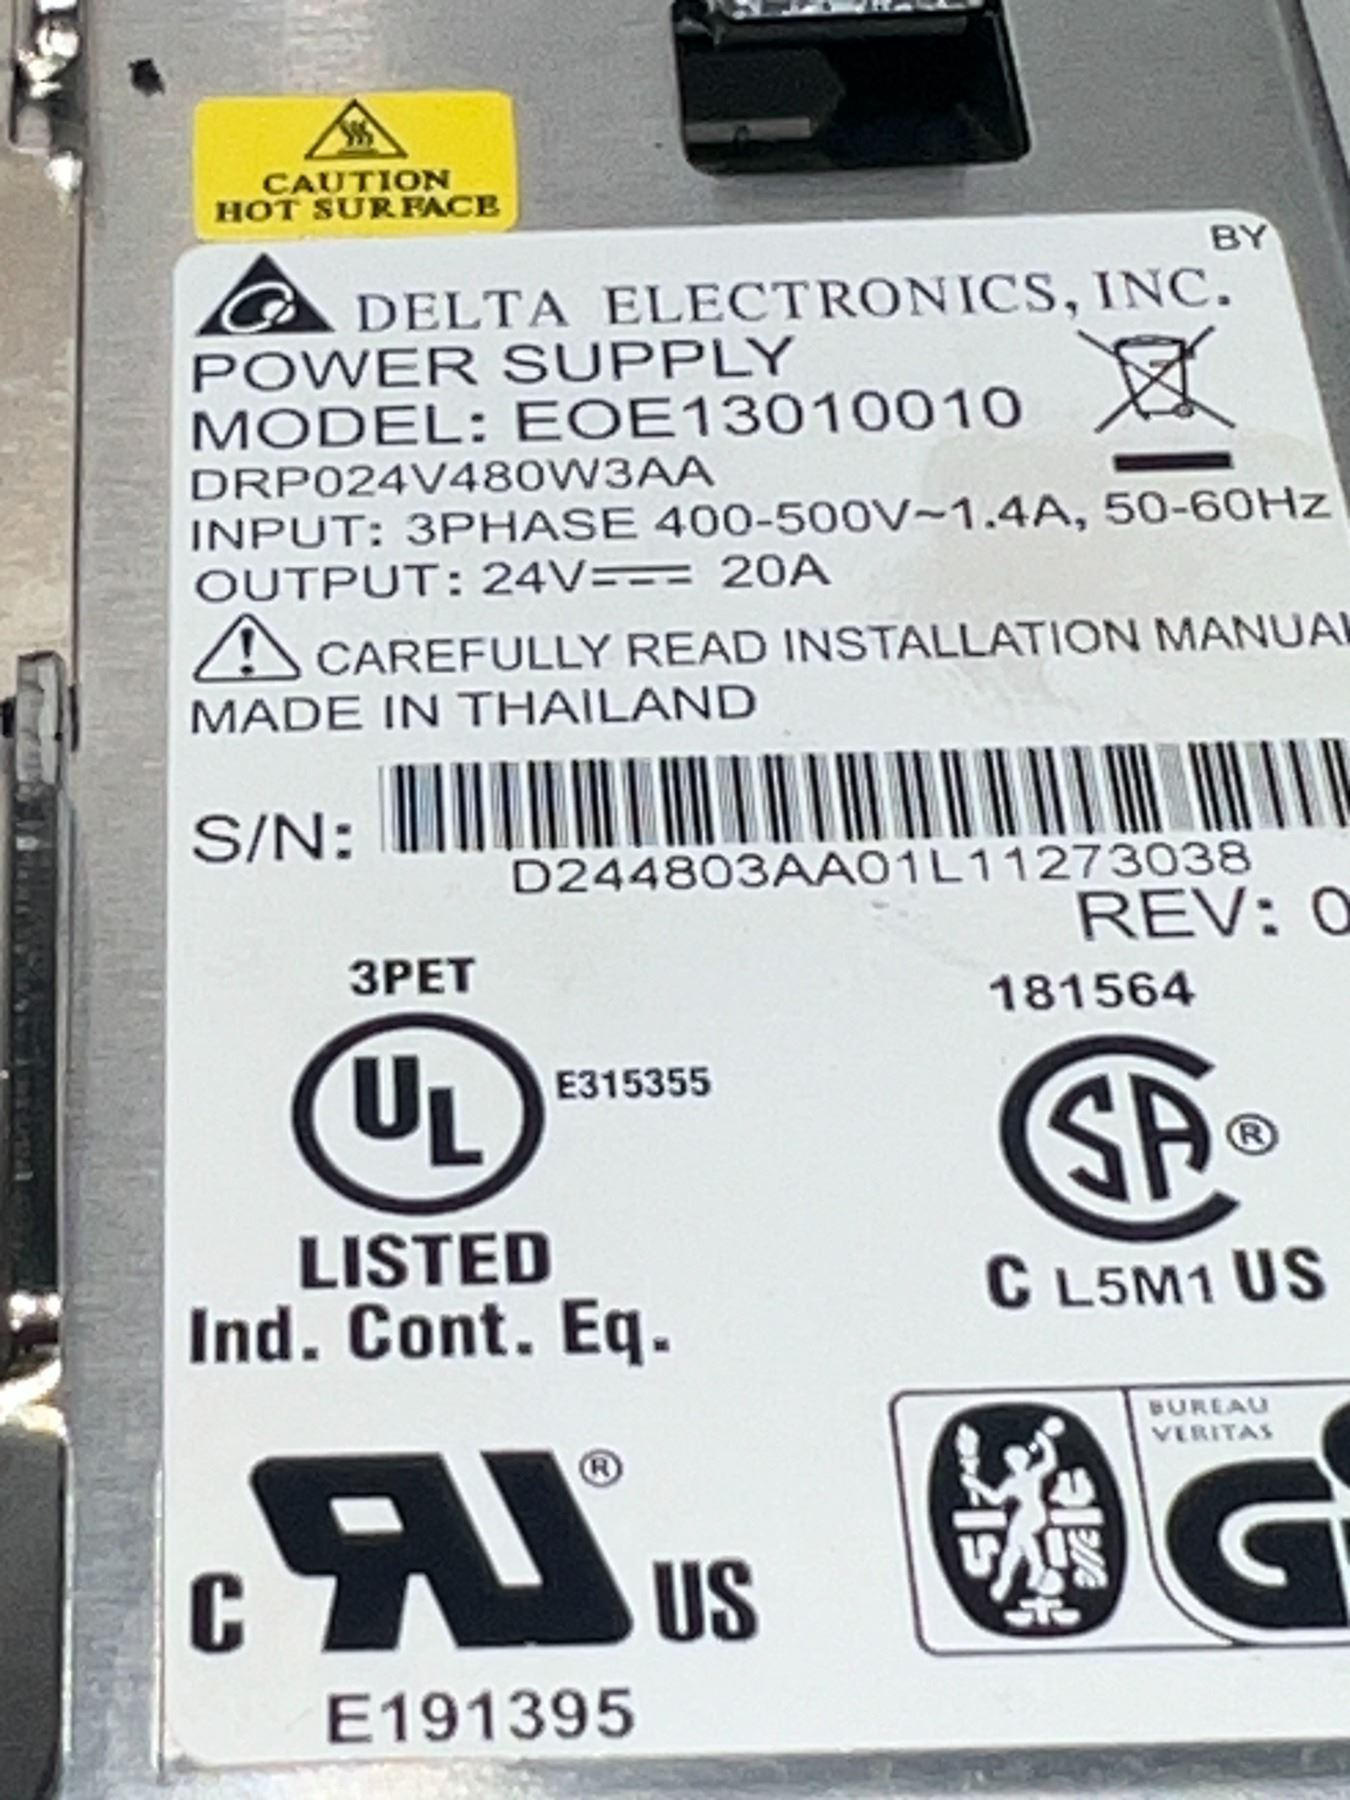 CAUTION
HOT SURFACE
BY
DELTA ELECTRONICS, INC.
POWER SUPPLY
MODEL: EOE13010010
DRP024V480W3AA
INPUT: 3PHASE 400-500V~1.4A, 50-60Hz
OUTPUT: 24V⎓ 20A
CAREFULLY READ INSTALLATION MANUAL
MADE IN THAILAND
S/N:
D244803AA01L11273038
REV: 0
3PET
UL
E315355
LISTED
Ind. Cont. Eq.
181564
SA ®
C L5M1 US
C RU ® US
E191395
BUREAU
VERITAS
G